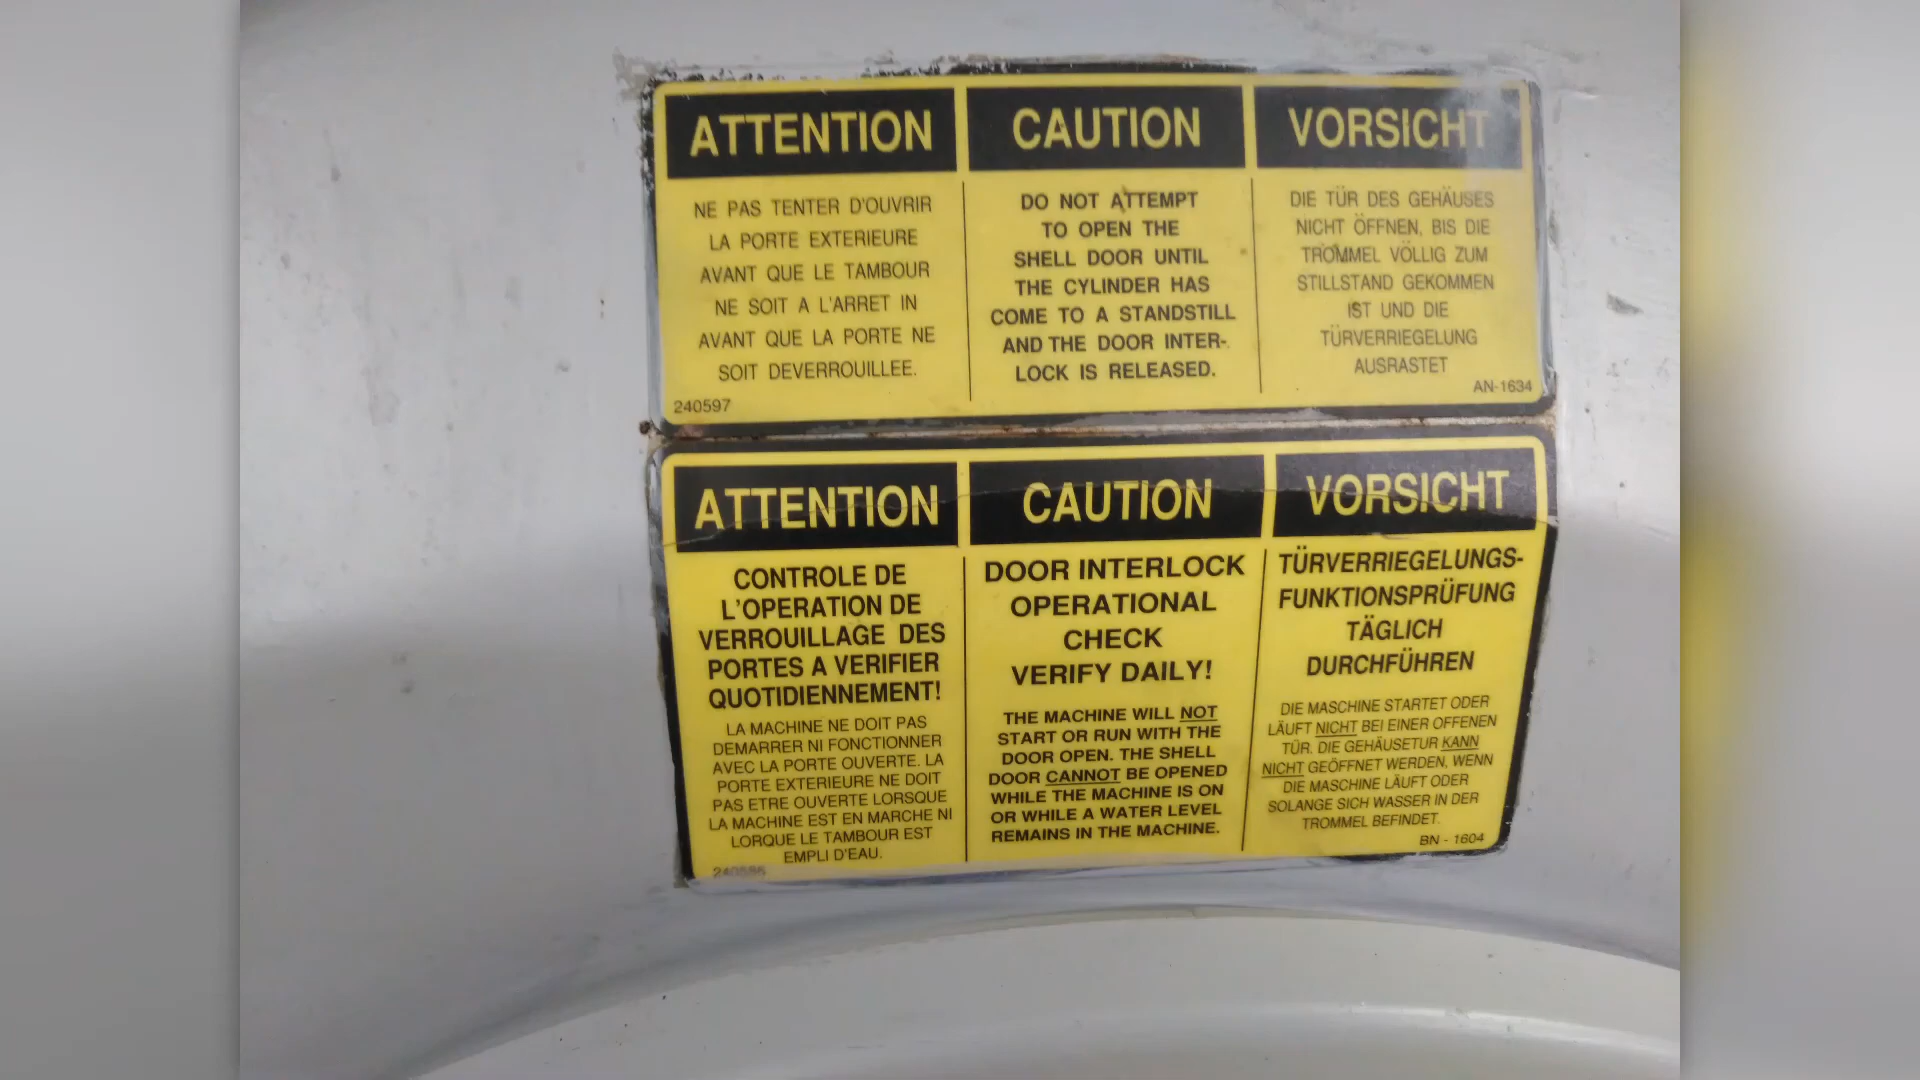 ATTENTION
NE PAS TENTER D'OUVRIR
LA PORTE EXTERIEURE
AVANT QUE LE TAMBOUR
NE SOIT A L'ARRET IN
AVANT QUE LA PORTE NE
SOIT DEVERROUILLEE.
240597
CAUTION
DO NOT ATTEMPT
TO OPEN THE
SHELL DOOR UNTIL
THE CYLINDER HAS
COME TO A STANDSTILL
AND THE DOOR INTER-
LOCK IS RELEASED.
VORSICHT
DIE TÜR DES GEHÄUSES
NICHT ÖFFNEN, BIS DIE
TROMMEL VÖLLIG ZUM
STILLSTAND GEKOMMEN
IST UND DIE
TÜRVERRIEGELUNG
AUSRASTET
AN-1634
ATTENTION
CONTROLE DE
L'OPERATION DE
VERROUILLAGE DES
PORTES A VERIFIER
QUOTIDIENNEMENT!
LA MACHINE NE DOIT PAS
DEMARRER NI FONCTIONNER
AVEC LA PORTE OUVERTE. LA
PORTE EXTERIEURE NE DOIT
PAS ETRE OUVERTE LORSQUE
LA MACHINE EST EN MARCHE NI
LORQUE LE TAMBOUR EST
EMPLI D'EAU.
240586
CAUTION
DOOR INTERLOCK
OPERATIONAL
CHECK
VERIFY DAILY!
THE MACHINE WILL NOT
START OR RUN WITH THE
DOOR OPEN. THE SHELL
DOOR CANNOT BE OPENED
WHILE THE MACHINE IS ON
OR WHILE A WATER LEVEL
REMAINS IN THE MACHINE.
VORSICHT
TÜRVERRIEGELUNGS-
FUNKTIONSPRÜFUNG
TÄGLICH
DURCHFÜHREN
DIE MASCHINE STARTET ODER
LÄUFT NICHT BEI EINER OFFENEN
TÜR. DIE GEHÄUSETUR KANN
NICHT GEÖFFNET WERDEN, WENN
DIE MASCHINE LÄUFT ODER
SOLANGE SICH WASSER IN DER
TROMMEL BEFINDET.
BN - 1604